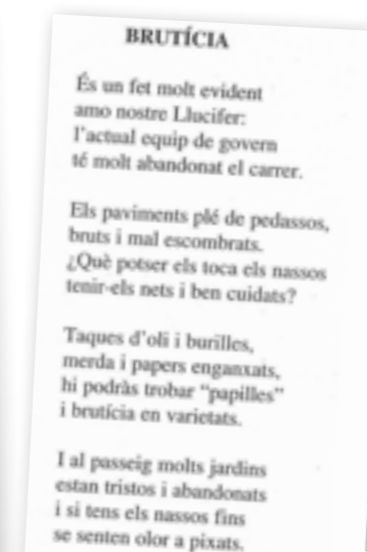 BRUTÍCIA
És un fet molt evident
amo nostre Llucifer:
l'actual equip de govern
té molt abandonat el carrer.
Els paviments plé de pedassos,
bruts i mal escombrats.
¿Què potser els toca els nassos
tenir-els nets i ben cuidats?
Taques d'oli i burilles,
merda i papers enganxats,
hi podràs trobar "papilles"
i brutícia en varietats.
I al passeig molts jardins
estan tristos i abandonats
i si tens els nassos fins
se senten olor a pixats.